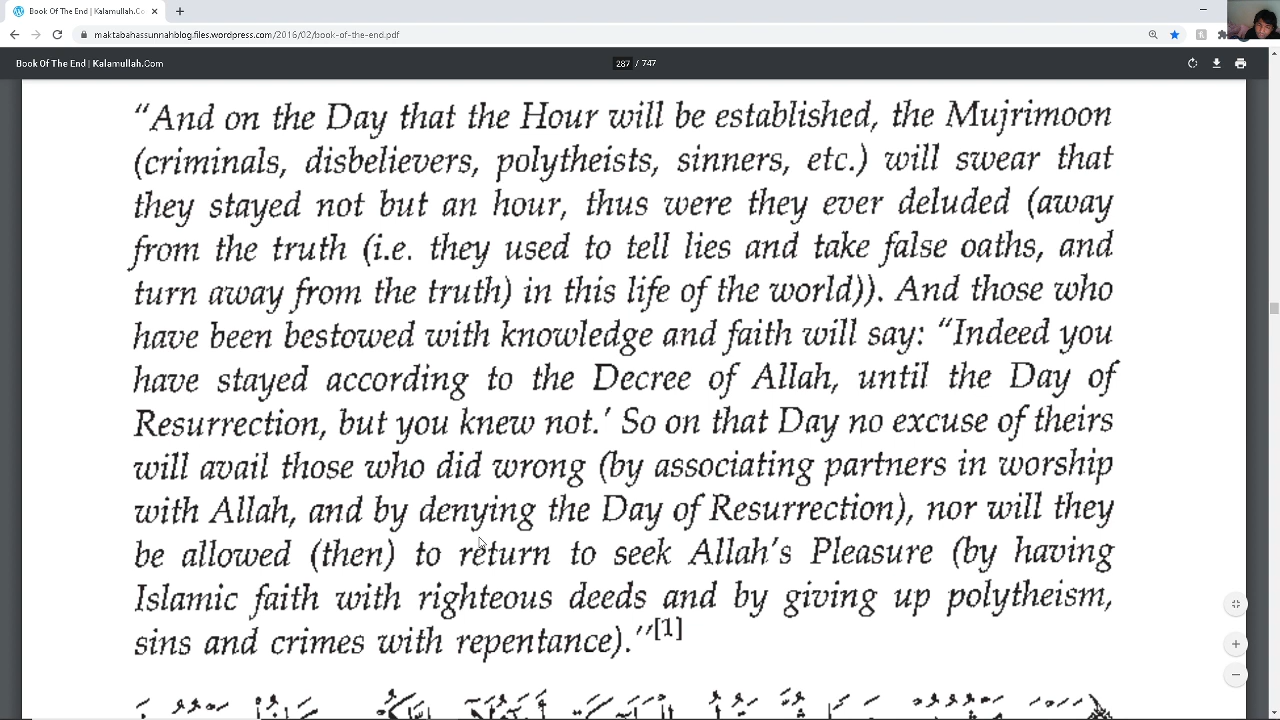 Book Of The End | Kalamullah.Com
maktabahassunnahblog.files.wordpress.com/2016/02/book-of-the-end.pdf
Book Of The End | Kalamullah.Com
287 / 747
“And on the Day that the Hour will be established, the Mujrimoon
(criminals, disbelievers, polytheists, sinners, etc.) will swear that
they stayed not but an hour, thus were they ever deluded (away
from the truth (i.e. they used to tell lies and take false oaths, and
turn away from the truth) in this life of the world)). And those who
have been bestowed with knowledge and faith will say: “Indeed you
have stayed according to the Decree of Allah, until the Day of
Resurrection, but you knew not.’ So on that Day no excuse of theirs
will avail those who did wrong (by associating partners in worship
with Allah, and by denying the Day of Resurrection), nor will they
be allowed (then) to return to seek Allah’s Pleasure (by having
Islamic faith with righteous deeds and by giving up polytheism,
sins and crimes with repentance).’’[1]